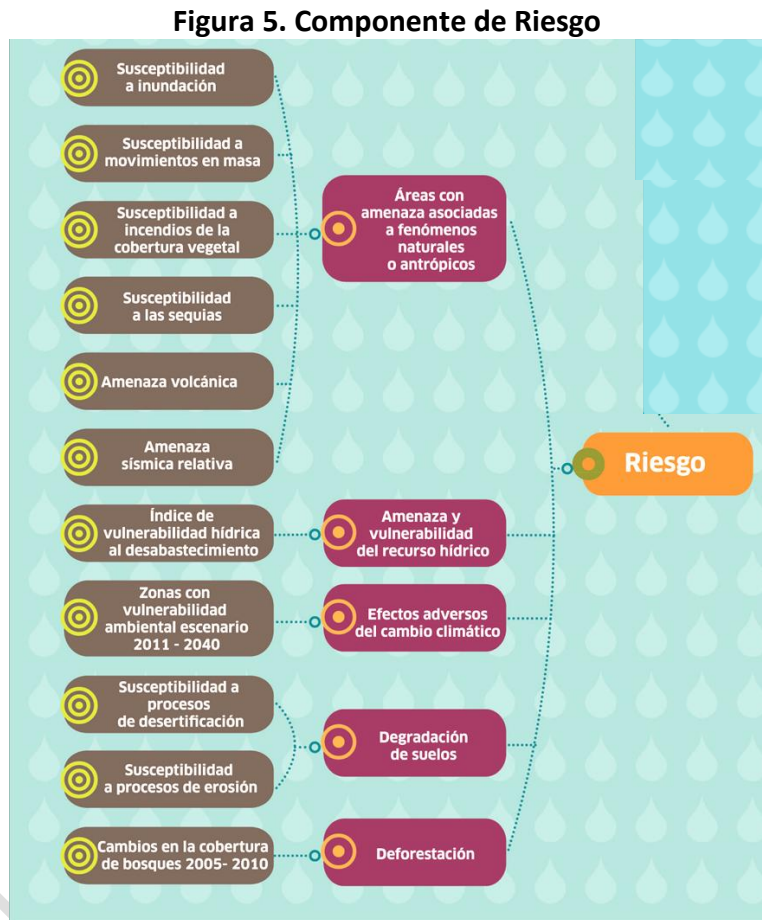 Figura 5. Componente de Riesgo
Susceptibilidad
a inundación
Susceptibilidad a
movimientos en masa
Susceptibilidad a
incendios de la
cobertura vegetal
Susceptibilidad
a las sequias
Amenaza volcánica
Amenaza
sísmica relativa
Índice de
vulnerabilidad hídrica
al desabastecimiento
Zonas con
vulnerabilidad
ambiental escenario
2011 - 2040
Susceptibilidad a
procesos
de desertificación
Susceptibilidad
a procesos de erosión
Cambios en la cobertura
de bosques 2005- 2010
Áreas con
amenaza asociadas
a fenómenos
naturales
o antrópicos
Amenaza y
vulnerabilidad
del recurso hídrico
Efectos adversos
del cambio climático
Degradación
de suelos
Deforestación
Riesgo